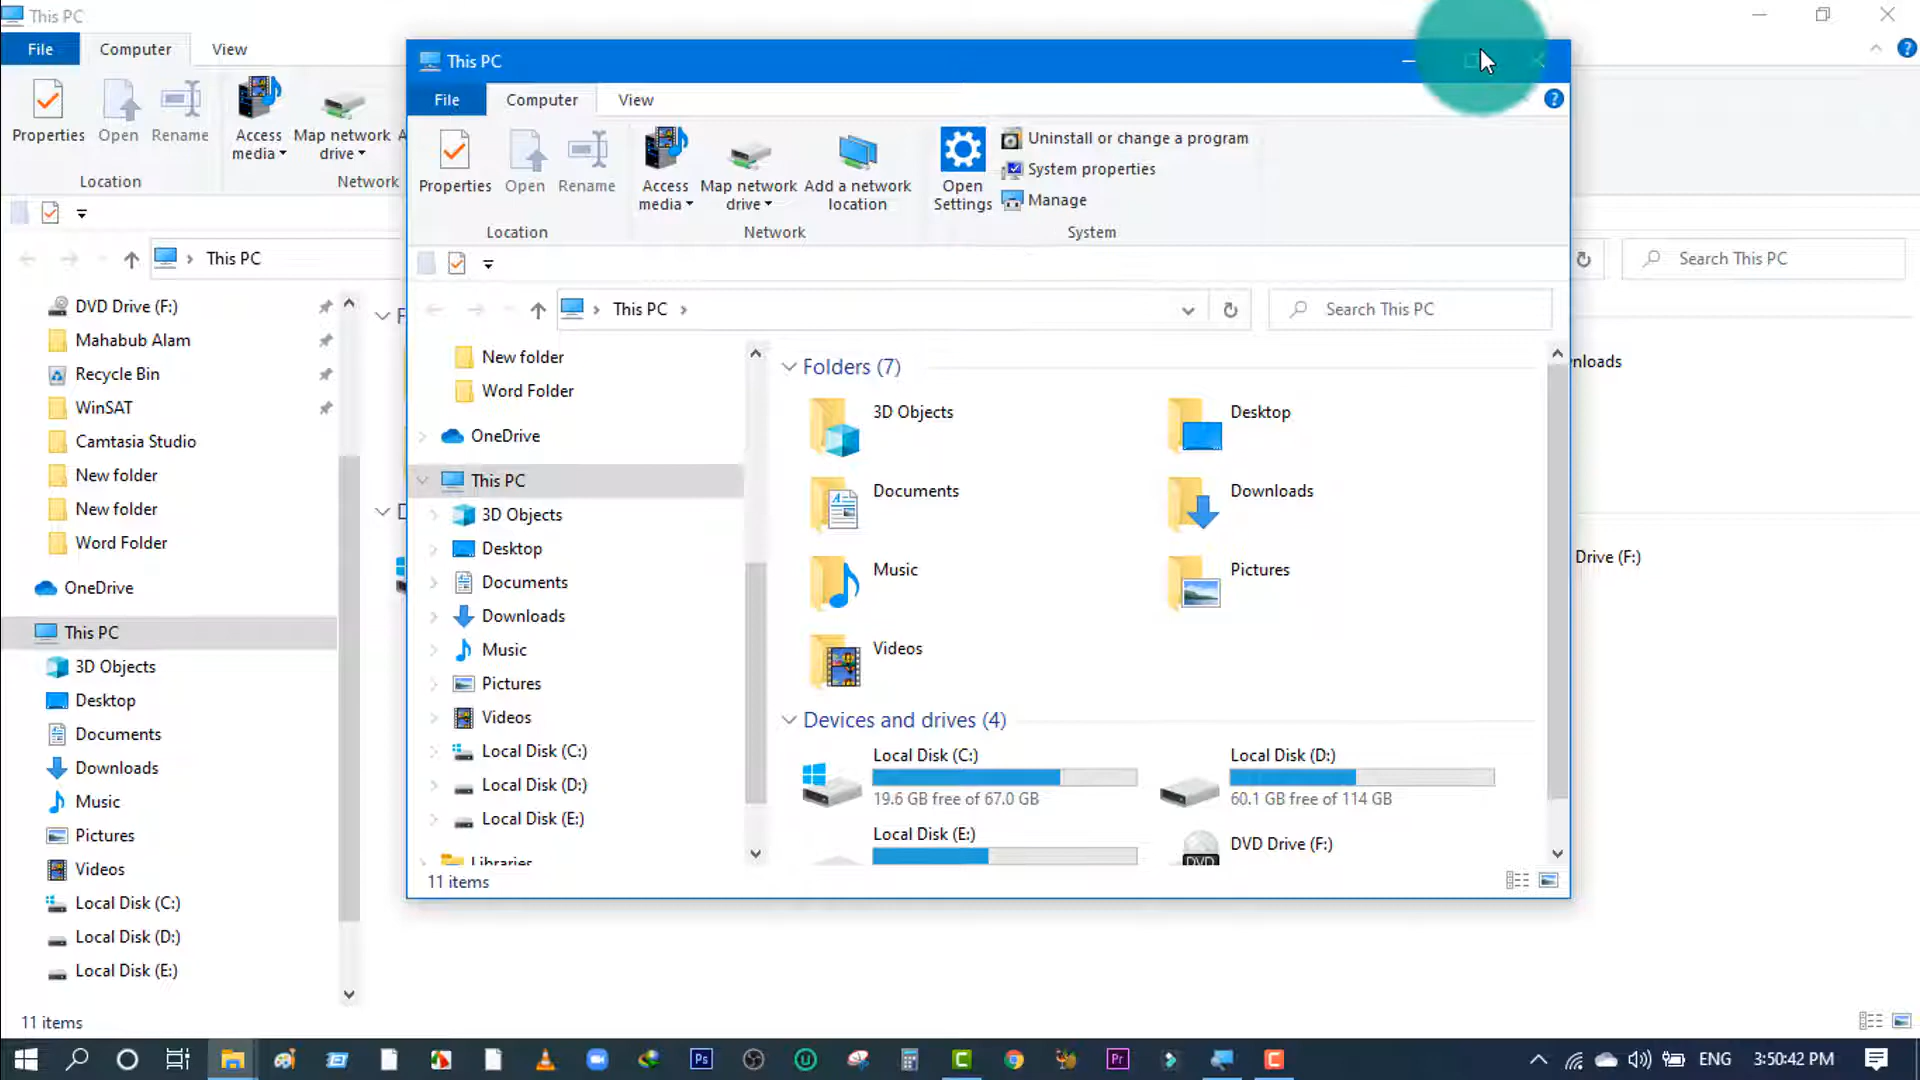 This PC
File Computer View
Properties Open Rename Access media Map network drive
Location Network
This PC
Search This PC
DVD Drive (F:)
Mahabub Alam
Recycle Bin
WinSAT
Camtasia Studio
New folder
New folder
Word Folder
OneDrive
This PC
3D Objects
Desktop
Documents
Downloads
Music
Pictures
Videos
Local Disk (C:)
Local Disk (D:)
Local Disk (E:)
11 items
This PC
File Computer View
Properties Open Rename
Access media
Map network drive
Add a network location
Open Settings
Uninstall or change a program
System properties
Manage
Location Network System
This PC
Search This PC
New folder
Word Folder
OneDrive
This PC
3D Objects
Desktop
Documents
Downloads
Music
Pictures
Videos
Local Disk (C:)
Local Disk (D:)
Local Disk (E:)
Libraries
Folders (7)
3D Objects
Desktop
Documents
Downloads
Music
Pictures
Videos
Devices and drives (4)
Local Disk (C:)
19.6 GB free of 67.0 GB
Local Disk (D:)
60.1 GB free of 114 GB
Local Disk (E:)
DVD Drive (F:)
DVD
11 items
nloads
Drive (F:)
Ps
Pr
ENG
3:50:42 PM